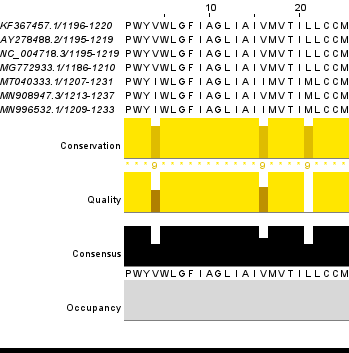 10 20
KF367457.1/1196-1220 PWYVWLGFIAGLIAIVMVTILLCCM
AY278488.2/1195-1219 PWYVWLGFIAGLIAIVMVTILLCCM
NC_004718.3/1195-1219 PWYVWLGFIAGLIAIVMVTILLCCM
MG772933.1/1186-1210 PWYIWLGFIAGLIAIVMVTIMLCCM
MT040333.1/1207-1231 PWYIWLGFIAGLIAIIMVTIMLCCM
MN908947.3/1213-1237 PWYIWLGFIAGLIAIVMVTIMLCCM
MN996532.1/1209-1233 PWYIWLGFIAGLIAIVMVTIMLCCM
Conservation
***9***********9****9****
Quality
Consensus
PWYVWLGFIAGLIAIVMVTILLCCM
Occupancy